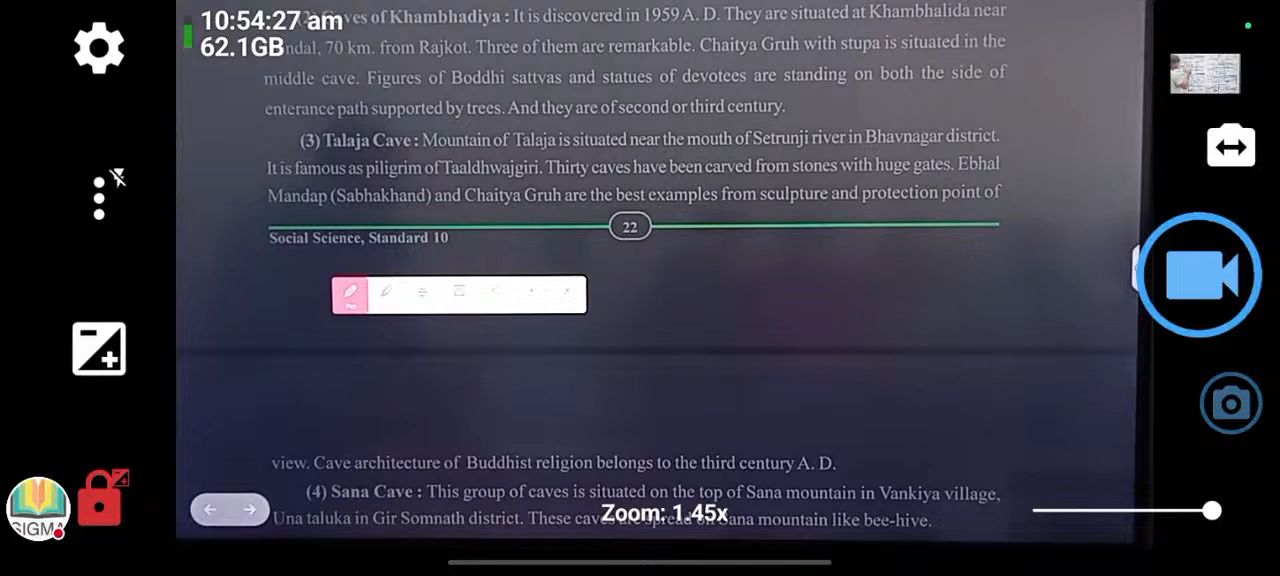 10:54:27 am
62.1GB
ves of Khambhadiya : It is discovered in 1959 A. D. They are situated at Khambhalida near
ndal, 70 km. from Rajkot. Three of them are remarkable. Chaitya Gruh with stupa is situated in the
middle cave. Figures of Boddhi sattvas and statues of devotees are standing on both the side of
enterance path supported by trees. And they are of second or third century.
(3) Talaja Cave : Mountain of Talaja is situated near the mouth of Setrunji river in Bhavnagar district.
It is famous as piligrim of Taaldhwajgiri. Thirty caves have been carved from stones with huge gates. Ebhal
Mandap (Sabhakhand) and Chaitya Gruh are the best examples from sculpture and protection point of
22
Social Science, Standard 10
Pen
view. Cave architecture of Buddhist religion belongs to the third century A. D.
(4) Sana Cave : This group of caves is situated on the top of Sana mountain in Vankiya village,
Una taluka in Gir Somnath district. These caves are spread on Sana mountain like bee-hive.
Zoom: 1.45x
SIGMA